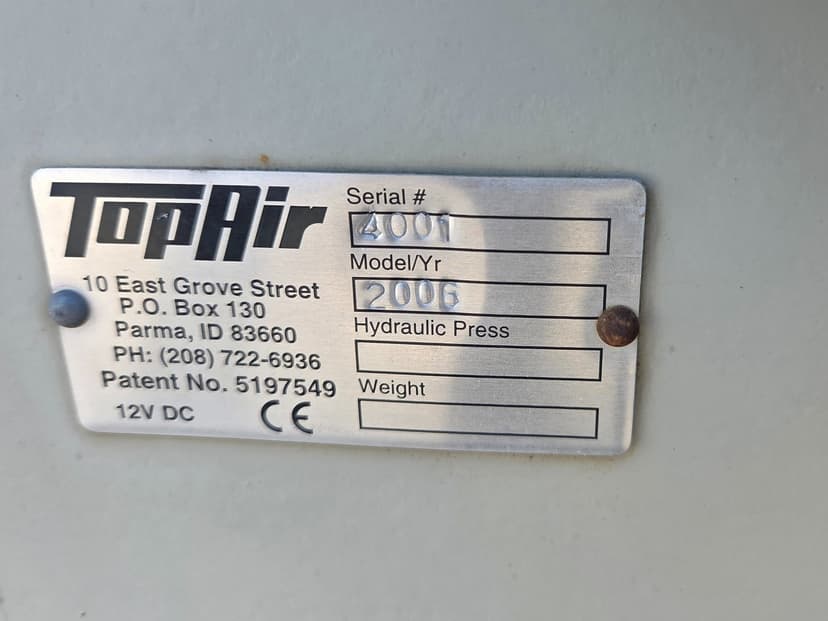 TopAir
10 East Grove Street
P.O. Box 130
Parma, ID 83660
PH: (208) 722-6936
Patent No. 5197549
12V DC CE
Serial #
4001
Model/Yr
2006
Hydraulic Press
Weight